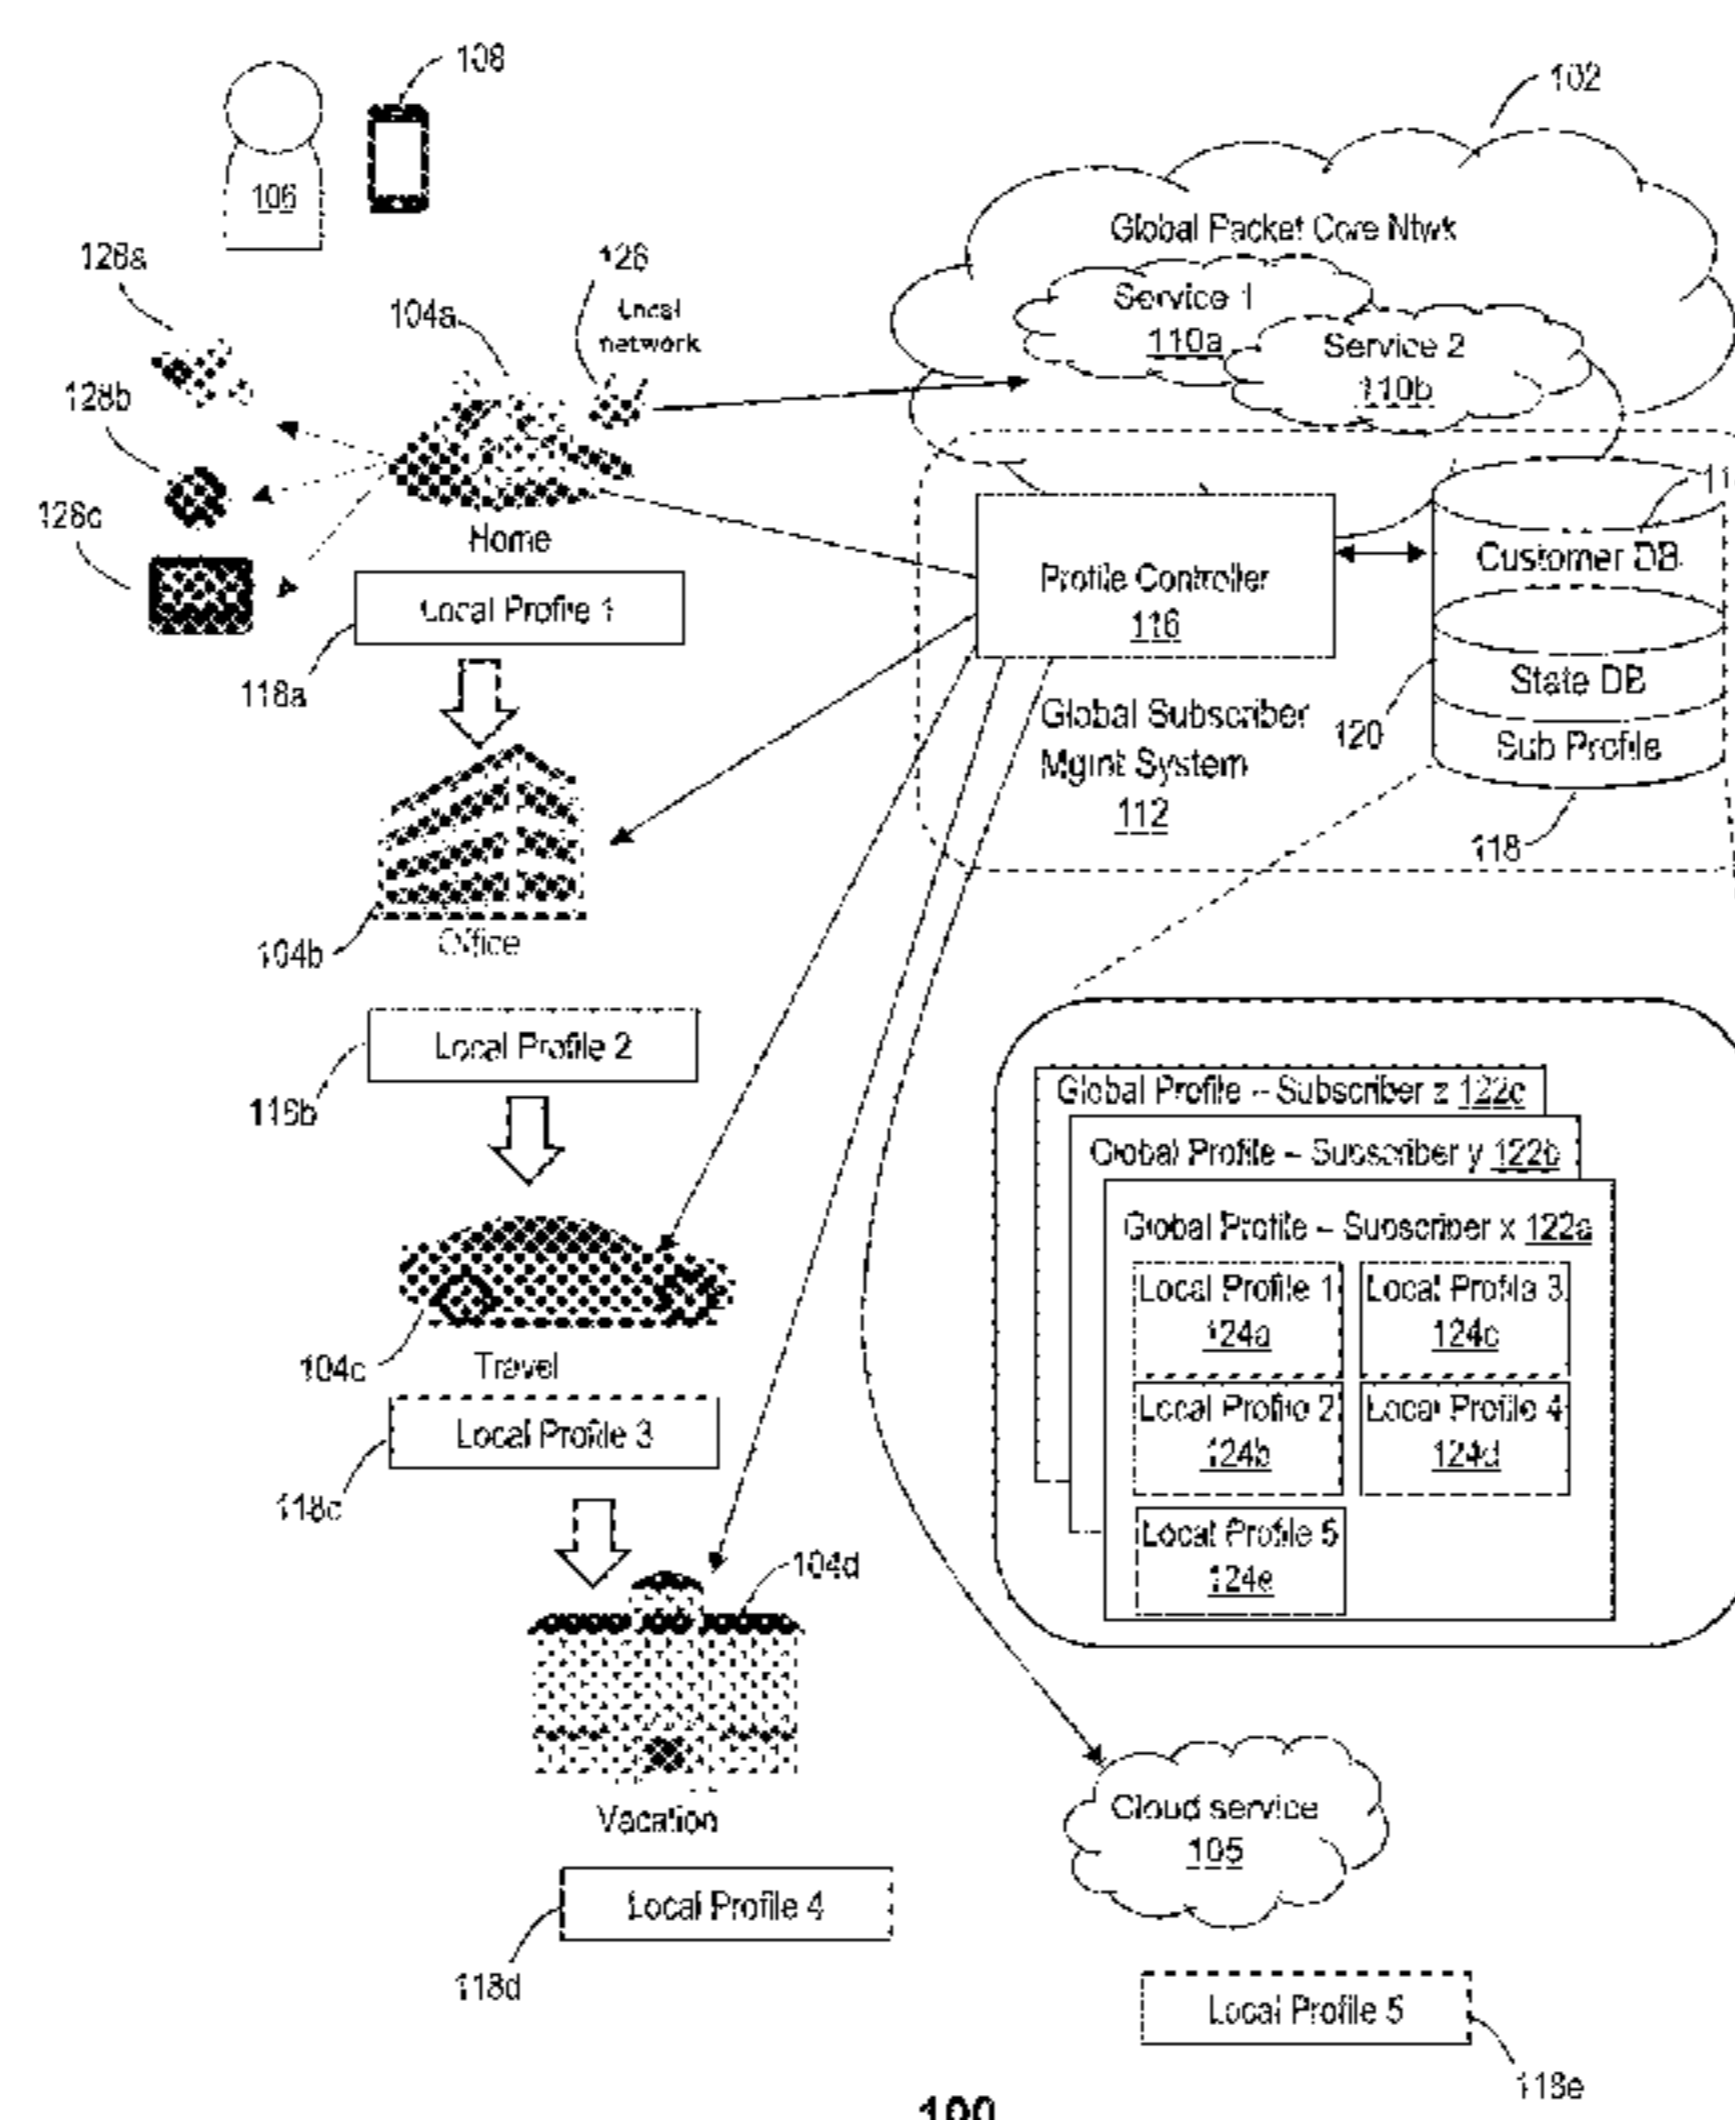 108
102
106
Global Packet Core Ntwk
128a
126
Service 1
104a
Local
network
110a
Service 2
128b
110b
11
128c
Home
Customer DB
Profile Controller
Local Profile 1
116
118a
State DB
Global Subscriber
120
Sub Profile
Mgmt System
112
118
Office
104b
Local Profile 2
Global Profile – Subscriber z 122c
118b
Global Profile – Subscriber y 122b
Global Profile – Subscriber x 122a
Local Profile 1
Local Profile 3
124a
124c
104c
Travel
Local Profile 2
Local Profile 4
Local Profile 3
124b
124d
118c
Local Profile 5
104d
124e
Cloud service
Vacation
105
Local Profile 4
118d
Local Profile 5
118e
100